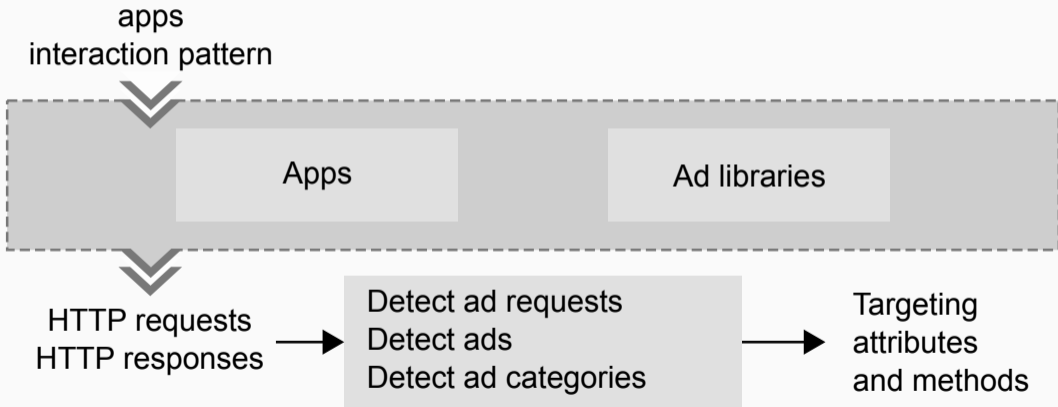 apps
interaction pattern
Apps
Ad libraries
HTTP requests
HTTP responses
Detect ad requests
Detect ads
Detect ad categories
Targeting
attributes
and methods